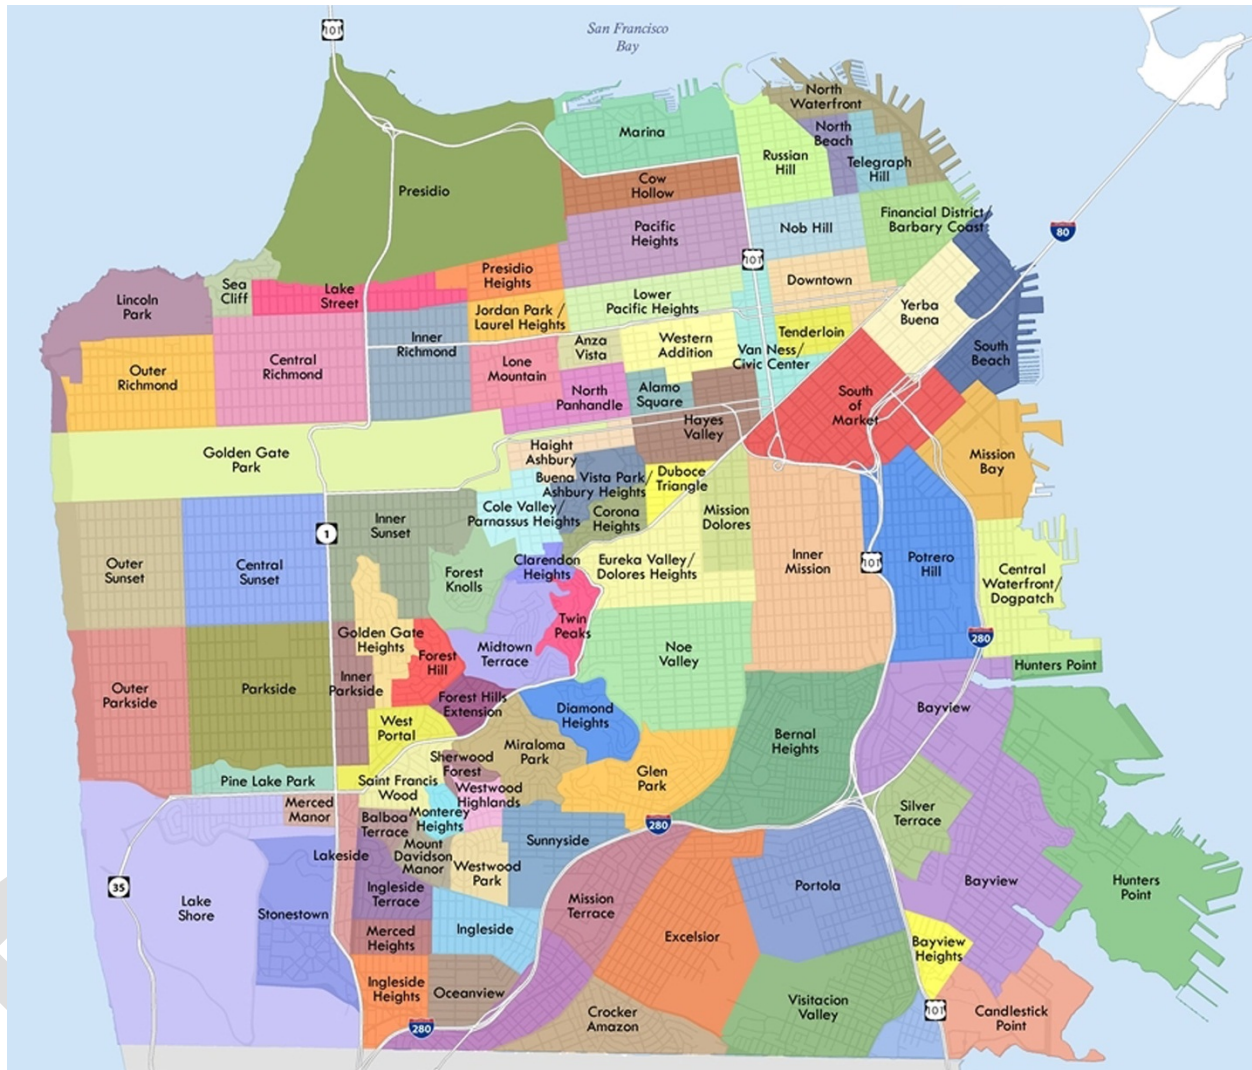 101
San Francisco
Bay
North
Waterfront
Marina
North
Beach
Russian
Hill
Telegraph
Hill
Presidio
Cow
Hollow
Financial District/
Barbary Coast
Pacific
Heights
Nob Hill
80
101
Sea
Cliff
Lake
Street
Presidio
Heights
Downtown
Lincoln
Park
Lower
Pacific Heights
Yerba
Buena
Jordan Park /
Laurel Heights
Inner
Richmond
Anza
Vista
Western
Addition
Tenderloin
Van Ness/
Civic Center
South
Beach
Outer
Richmond
Central
Richmond
Lone
Mountain
North
Panhandle
Alamo
Square
South
of
Market
Hayes
Valley
Golden Gate
Park
Haight
Ashbury
Mission
Bay
Buena Vista Park/
Ashbury Heights
Duboce
Triangle
Cole Valley/
Parnassus Heights
Corona
Heights
Mission
Dolores
Inner
Sunset
1
Outer
Sunset
Central
Sunset
Forest
Knolls
Clarendon
Heights
Eureka Valley/
Dolores Heights
Inner
Mission
101
Potrero
Hill
Central
Waterfront/
Dogpatch
Golden Gate
Heights
Twin
Peaks
280
Midtown
Terrace
Noe
Valley
Forest
Hill
Hunters Point
Outer
Parkside
Parkside
Inner
Parkside
Forest Hills
Extension
Diamond
Heights
Bayview
West
Portal
Bernal
Heights
Miraloma
Park
Sherwood
Forest
Glen
Park
Pine Lake Park
Saint Francis
Wood
Westwood
Highlands
Merced
Manor
Balboa
Terrace
Monterey
Heights
280
Silver
Terrace
Sunnyside
Lakeside
Mount
Davidson
Manor
Westwood
Park
35
Ingleside
Terrace
Portola
Bayview
Hunters
Point
Lake
Shore
Stonestown
Mission
Terrace
Merced
Heights
Ingleside
Excelsior
Bayview
Heights
Ingleside
Heights
Oceanview
Visitacion
Valley
101
Candlestick
Point
Crocker
Amazon
280